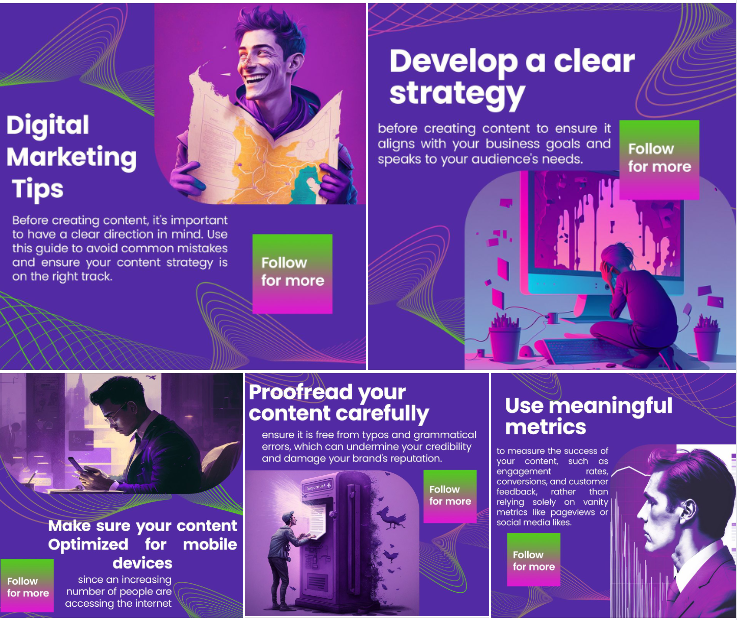 Digital
Marketing
Tips
Before creating content, it's important
to have a clear direction in mind. Use
this guide to avoid common mistakes
and ensure your content strategy is
on the right track.
Follow
for more
Develop a clear
strategy
before creating content to ensure it
aligns with your business goals and
speaks to your audience's needs.
Follow
for more
Make sure your content
Optimized for mobile
devices
since an increasing
number of people are
accessing the internet
Follow
for more
Proofread your
content carefully
ensure it is free from typos and grammatical
errors, which can undermine your credibility
and damage your brand's reputation.
Follow
for more
Use meaningful
metrics
to measure the success of
your content, such as
engagement rates,
conversions, and customer
feedback, rather than
relying solely on vanity
metrics like pageviews or
social media likes.
Follow
for more